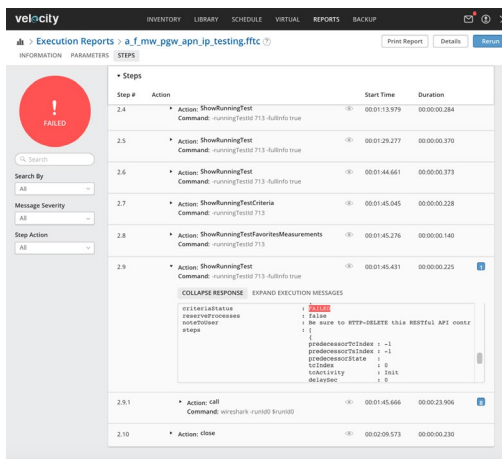 velocity
INVENTORY LIBRARY SCHEDULE VIRTUAL REPORTS BACKUP
> Execution Reports > a_f_mw_pgw_apn_ip_testing.fftc
Print Report Details Rerun
INFORMATION PARAMETERS STEPS
Steps
Step # Action Start Time Duration
2.4 Action: ShowRunningTest 00:01:13.979 00:00:00.284
Command: -runningTestId 713 -fullInfo true
FAILED
2.5 Action: ShowRunningTest 00:01:29.277 00:00:00.370
Command: -runningTestId 713 -fullInfo true
Search
2.6 Action: ShowRunningTest 00:01:44.661 00:00:00.373
Command: -runningTestId 713 -fullInfo true
Search By
All
2.7 Action: ShowRunningTestCriteria 00:01:45.045 00:00:00.228
Command: -runningTestId 713
Message Severity
All
2.8 Action: ShowRunningTestFavoritesMeasurements 00:01:45.276 00:00:00.140
Command: -runningTestId 713
Step Action
All
2.9 Action: ShowRunningTest 00:01:45.431 00:00:00.225 1
Command: -runningTestId 713 -fullInfo true
COLLAPSE RESPONSE EXPAND EXECUTION MESSAGES
criteriaStatus : FAILED
reserveProcesses : false
noteToUser : Be sure to HTTP-DELETE this RESTful API contr
steps : [
{
predecessorTcIndex : -1
predecessorTsIndex : -1
predecessorState :
tcIndex : 0
tcActivity : Init
delaySec : 0
2.9.1 Action: call 00:01:45.666 00:00:23.906 8
Command: wireshark -runId0 $runId0
2.10 Action: close 00:02:09.573 00:00:00.230